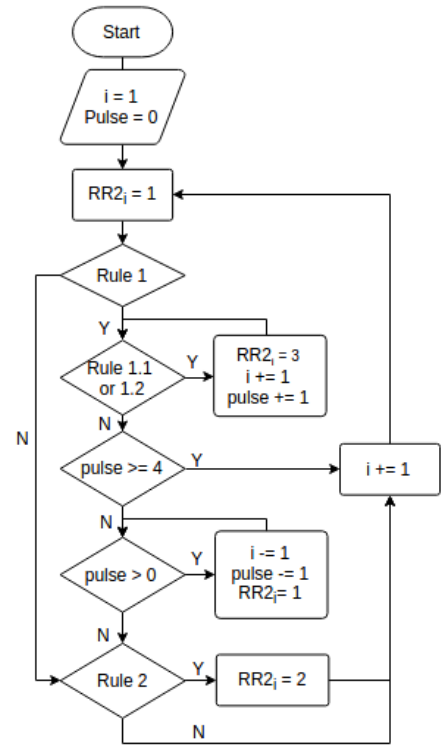 Start
i = 1
Pulse = 0
RR2i = 1
Rule 1
Y
Rule 1.1
or 1.2
Y
RR2i = 3
i += 1
pulse += 1
N
N
pulse >= 4
Y
i += 1
N
pulse > 0
Y
i -= 1
pulse -= 1
RR2i= 1
N
Rule 2
Y
RR2i = 2
N